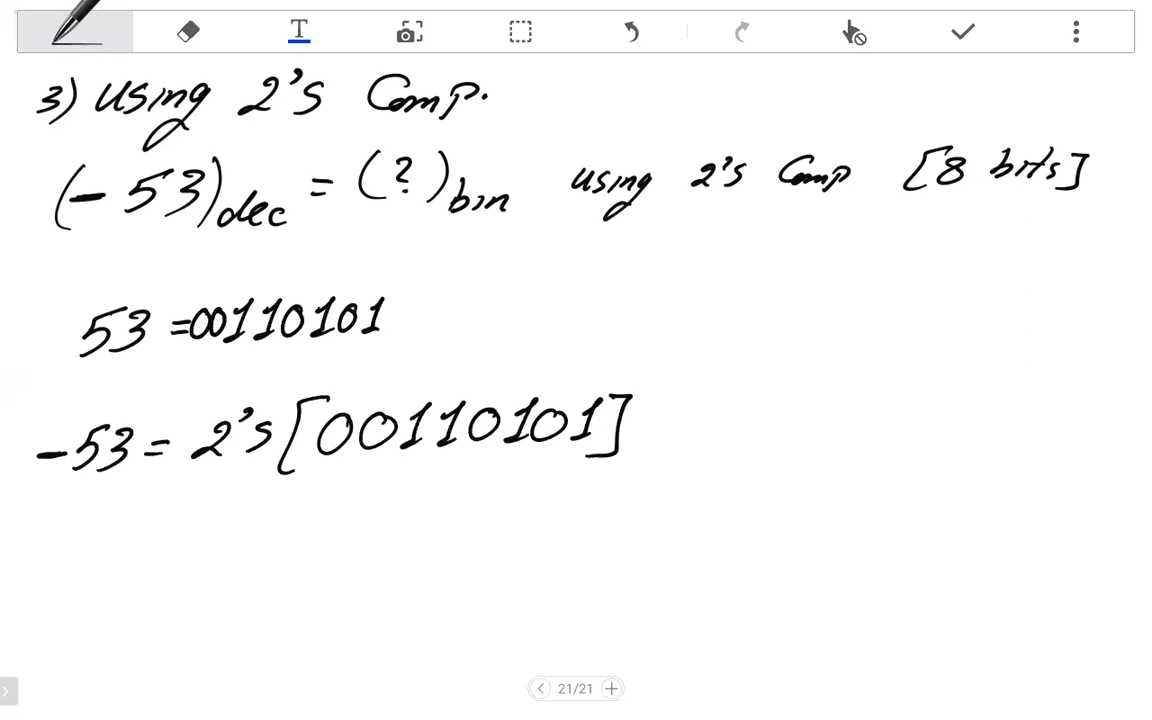 T
3) Using 2's Comp.
(-53)dec = (?)bin using 2's Comp [8 bits]
53 =00110101
-53 = 2's [00110101]
21/21